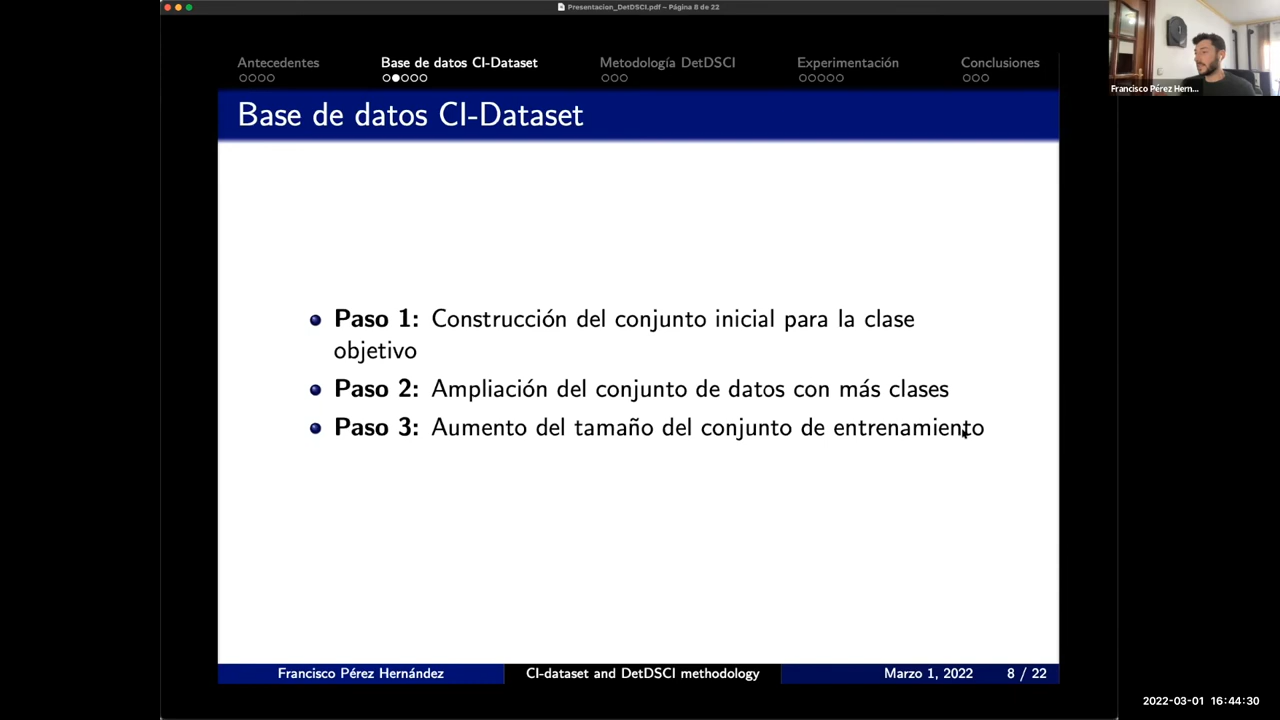 Presentacion_DetDSCI.pdf – Página 8 de 22
Antecedentes
Base de datos CI-Dataset
Metodología DetDSCI
Experimentación
Conclusiones
Francisco Pérez Hern...
Base de datos CI-Dataset
Paso 1: Construcción del conjunto inicial para la clase
objetivo
Paso 2: Ampliación del conjunto de datos con más clases
Paso 3: Aumento del tamaño del conjunto de entrenamiento
Francisco Pérez Hernández
CI-dataset and DetDSCI methodology
Marzo 1, 2022
8 / 22
2022-03-01 16:44:30